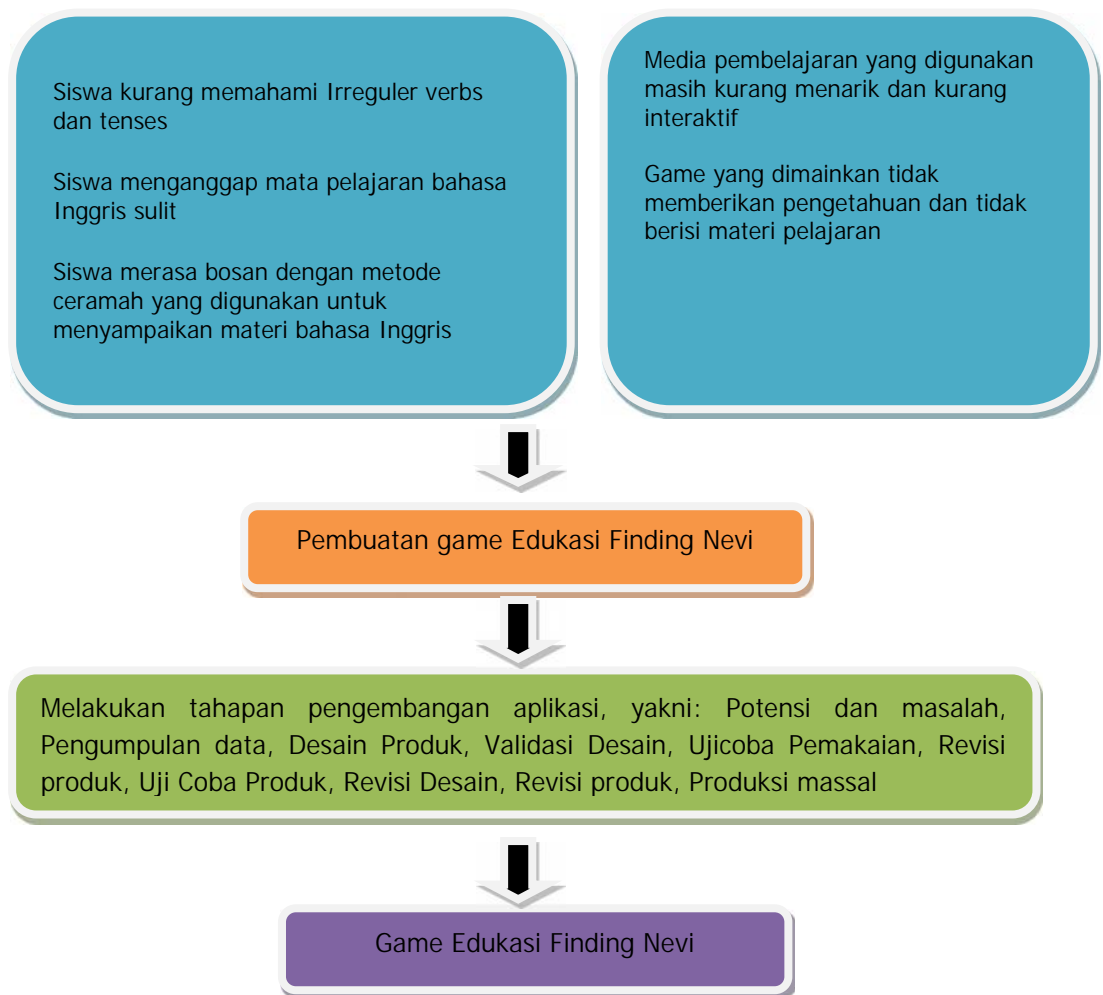 Siswa kurang memahami Irreguler verbs
dan tenses
Siswa menganggap mata pelajaran bahasa
Inggris sulit
Siswa merasa bosan dengan metode
ceramah yang digunakan untuk
menyampaikan materi bahasa Inggris
Media pembelajaran yang digunakan
masih kurang menarik dan kurang
interaktif
Game yang dimainkan tidak
memberikan pengetahuan dan tidak
berisi materi pelajaran
Pembuatan game Edukasi Finding Nevi
Melakukan tahapan pengembangan aplikasi, yakni: Potensi dan masalah,
Pengumpulan data, Desain Produk, Validasi Desain, Ujicoba Pemakaian, Revisi
produk, Uji Coba Produk, Revisi Desain, Revisi produk, Produksi massal
Game Edukasi Finding Nevi